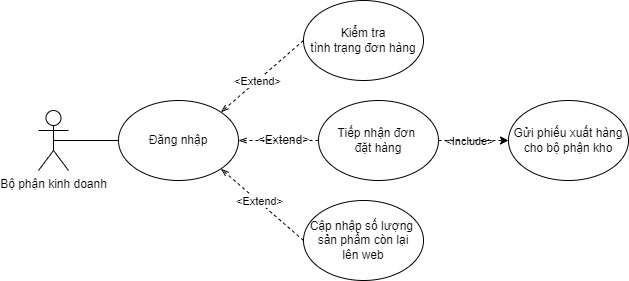 Kiểm tra
tình trạng đơn hàng
<Extend>
Bộ phận kinh doanh
Đăng nhập
<Extend>
Tiếp nhận đơn
đặt hàng
<Include>
Gửi phiếu xuất hàng
cho bộ phận kho
<Extend>
Cập nhập số lượng
sản phẩm còn lại
lên web